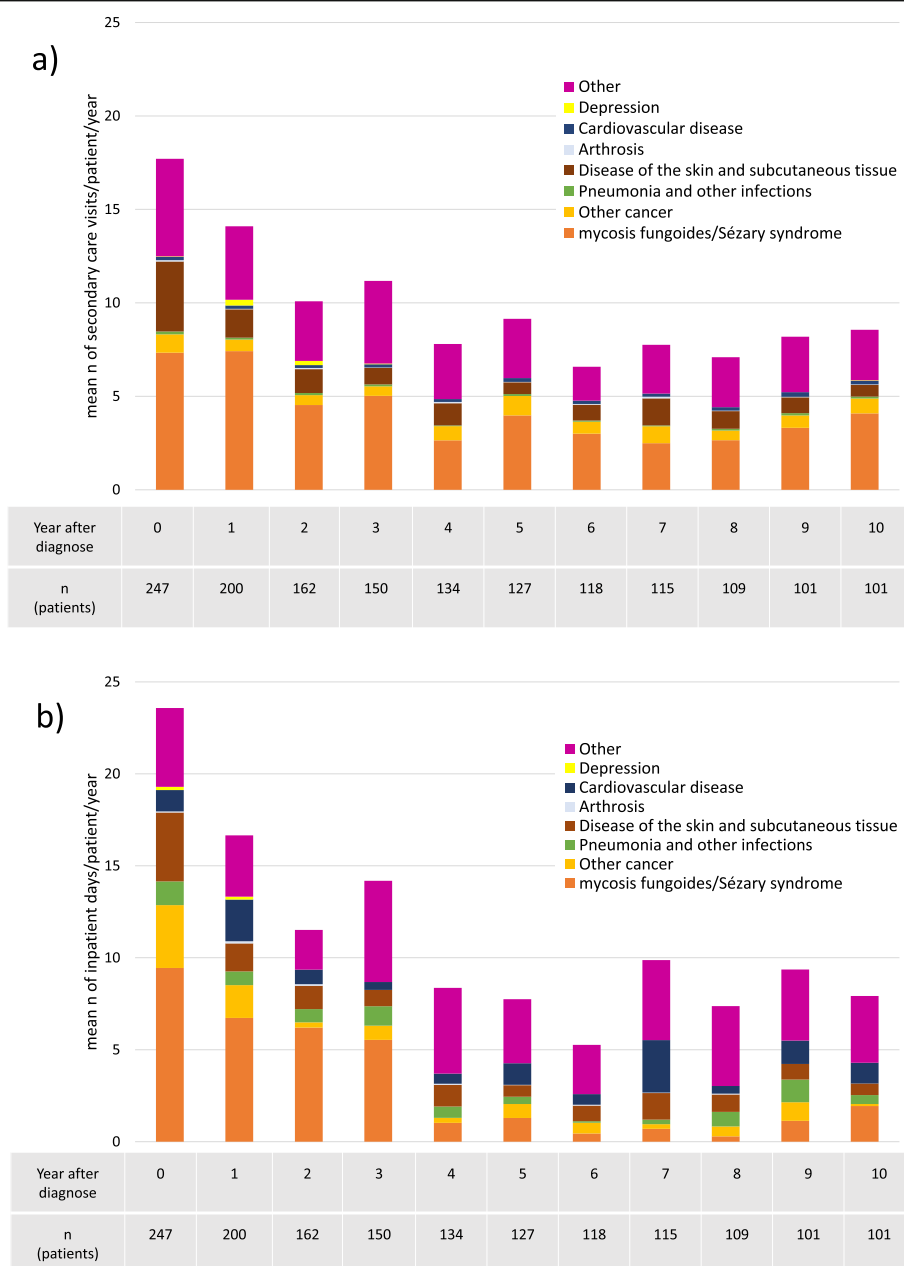 a)
mean n of secondary care visits/patient/year
25
20
15
10
5
0
Other
Depression
Cardiovascular disease
Arthrosis
Disease of the skin and subcutaneous tissue
Pneumonia and other infections
Other cancer
mycosis fungoides/Sézary syndrome
Year after diagnose 0 1 2 3 4 5 6 7 8 9 10
n (patients) 247 200 162 150 134 127 118 115 109 101 101
b)
mean n of inpatient days/patient/year
25
20
15
10
5
0
Other
Depression
Cardiovascular disease
Arthrosis
Disease of the skin and subcutaneous tissue
Pneumonia and other infections
Other cancer
mycosis fungoides/Sézary syndrome
Year after diagnose 0 1 2 3 4 5 6 7 8 9 10
n (patients) 247 200 162 150 134 127 118 115 109 101 101